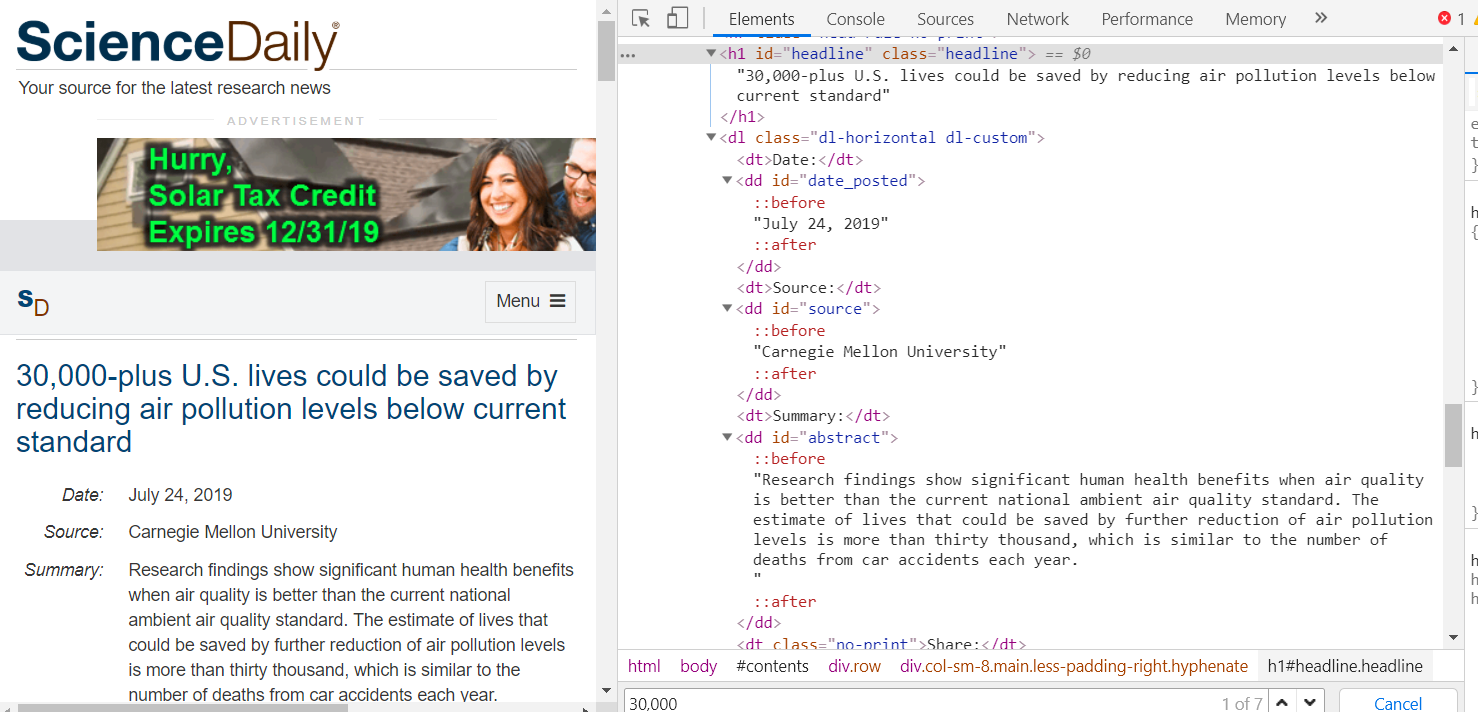 ScienceDaily®
Your source for the latest research news
ADVERTISEMENT
Hurry,
Solar Tax Credit
Expires 12/31/19
SD
Menu
30,000-plus U.S. lives could be saved by
reducing air pollution levels below current
standard
Date: July 24, 2019
Source: Carnegie Mellon University
Summary: Research findings show significant human health benefits
when air quality is better than the current national
ambient air quality standard. The estimate of lives that
could be saved by further reduction of air pollution levels
is more than thirty thousand, which is similar to the
number of deaths from car accidents each year.
Elements Console Sources Network Performance Memory » 1
<h1 id="headline" class="headline"> == $0
"30,000-plus U.S. lives could be saved by reducing air pollution levels below
current standard"
</h1>
<dl class="dl-horizontal dl-custom">
<dt>Date:</dt>
<dd id="date_posted">
::before
"July 24, 2019"
::after
</dd>
<dt>Source:</dt>
<dd id="source">
::before
"Carnegie Mellon University"
::after
</dd>
<dt>Summary:</dt>
<dd id="abstract">
::before
"Research findings show significant human health benefits when air quality
is better than the current national ambient air quality standard. The
estimate of lives that could be saved by further reduction of air pollution
levels is more than thirty thousand, which is similar to the number of
deaths from car accidents each year.
"
::after
</dd>
<dt class="no-print">Share:</dt>
html body #contents div.row div.col-sm-8.main.less-padding-right.hyphenate h1#headline.headline
30,000 1 of 7 Cancel